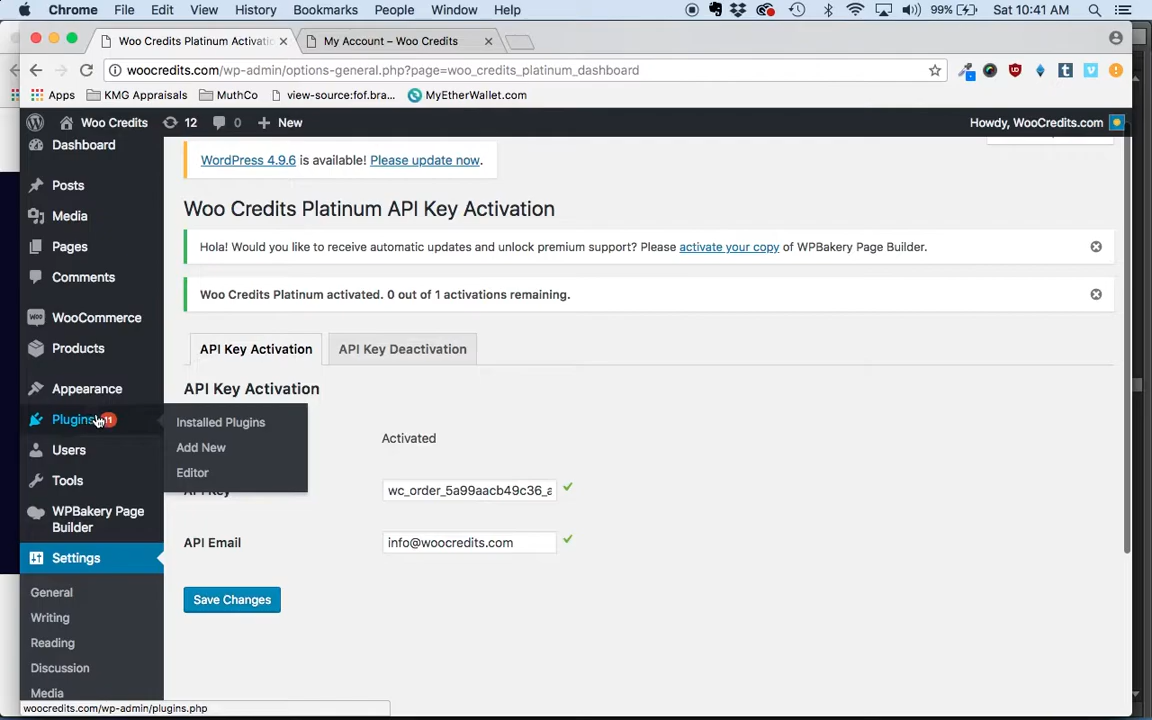 Chrome File Edit View History Bookmarks People Window Help 99% Sat 10:41 AM
Woo Credits Platinum Activati My Account – Woo Credits
woocredits.com/wp-admin/options-general.php?page=woo_credits_platinum_dashboard
Apps KMG Appraisals MuthCo view-source:fof.bra... MyEtherWallet.com
Woo Credits 12 0 New Howdy, WooCredits.com
Dashboard
Posts
Media
Pages
Comments
WooCommerce
Products
Appearance
Plugins 11
Installed Plugins
Add New
Editor
Users
Tools
WPBakery Page
Builder
Settings
General
Writing
Reading
Discussion
Media
WordPress 4.9.6 is available! Please update now.
Woo Credits Platinum API Key Activation
Hola! Would you like to receive automatic updates and unlock premium support? Please activate your copy of WPBakery Page Builder.
Woo Credits Platinum activated. 0 out of 1 activations remaining.
API Key Activation API Key Deactivation
API Key Activation
Activated
API Key wc_order_5a99aacb49c36_a
API Email info@woocredits.com
Save Changes
woocredits.com/wp-admin/plugins.php